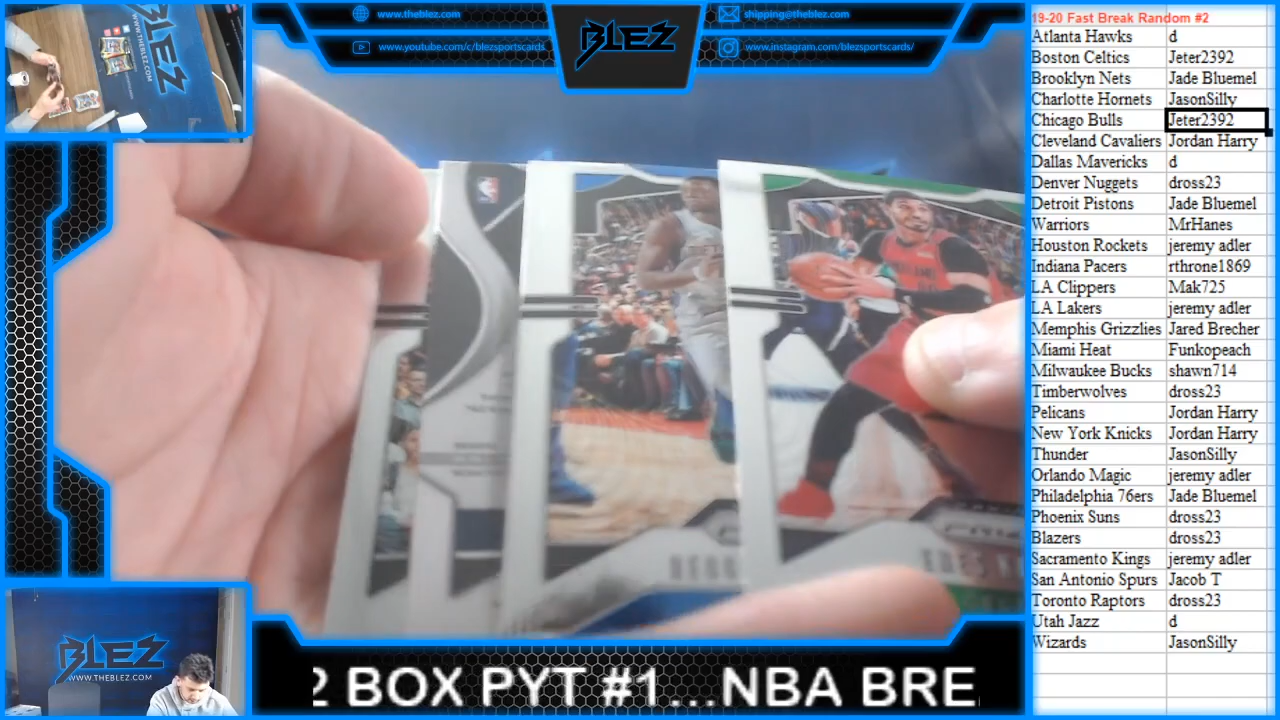 www.theblez.com
www.youtube.com/c/blezsportscards
BLEZ
shipping@theblez.com
www.instagram.com/blezsportscards/
BLEZ
WWW.THEBLEZ.COM
BLEZ
WWW.THEBLEZ.COM
2 BOX PYT #1...NBA BRE
19-20 Fast Break Random #2
Atlanta Hawks d
Boston Celtics Jeter2392
Brooklyn Nets Jade Bluemel
Charlotte Hornets JasonSilly
Chicago Bulls Jeter2392
Cleveland Cavaliers Jordan Harry
Dallas Mavericks d
Denver Nuggets dross23
Detroit Pistons Jade Bluemel
Warriors MrHanes
Houston Rockets jeremy adler
Indiana Pacers rthrone1869
LA Clippers Mak725
LA Lakers jeremy adler
Memphis Grizzlies Jared Brecher
Miami Heat Funkopeach
Milwaukee Bucks shawn714
Timberwolves dross23
Pelicans Jordan Harry
New York Knicks Jordan Harry
Thunder JasonSilly
Orlando Magic jeremy adler
Philadelphia 76ers Jade Bluemel
Phoenix Suns dross23
Blazers dross23
Sacramento Kings jeremy adler
San Antonio Spurs Jacob T
Toronto Raptors dross23
Utah Jazz d
Wizards JasonSilly